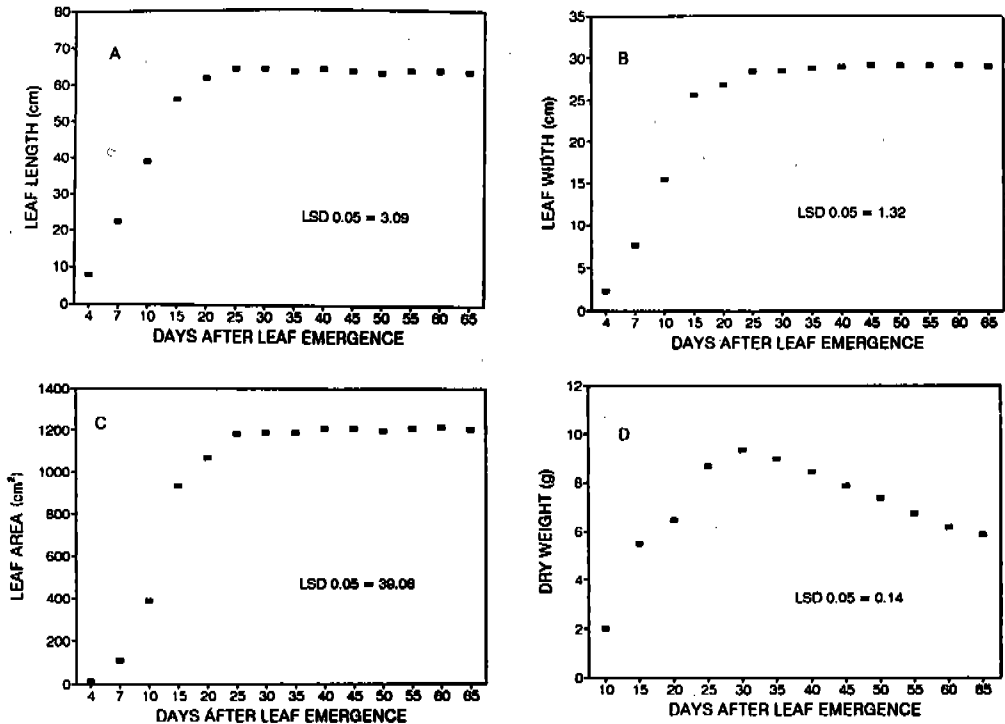 A
LEAF LENGTH (cm)
80
70
60
50
40
30
20
10
0
LSD 0.05 = 3.09
4 7 10 15 20 25 30 35 40 45 50 55 60 65
DAYS AFTER LEAF EMERGENCE
B
LEAF WIDTH (cm)
35
30
25
20
15
10
5
0
LSD 0.05 = 1.32
4 7 10 15 20 25 30 35 40 45 50 55 60 65
DAYS AFTER LEAF EMERGENCE
C
LEAF AREA (cm²)
1400
1200
1000
800
600
400
200
0
LSD 0.05 = 39.08
4 7 10 15 20 25 30 35 40 45 50 55 60 65
DAYS AFTER LEAF EMERGENCE
D
DRY WEIGHT (g)
12
10
8
6
4
2
0
LSD 0.05 = 0.14
10 15 20 25 30 35 40 45 50 55 60 65
DAYS AFTER LEAF EMERGENCE